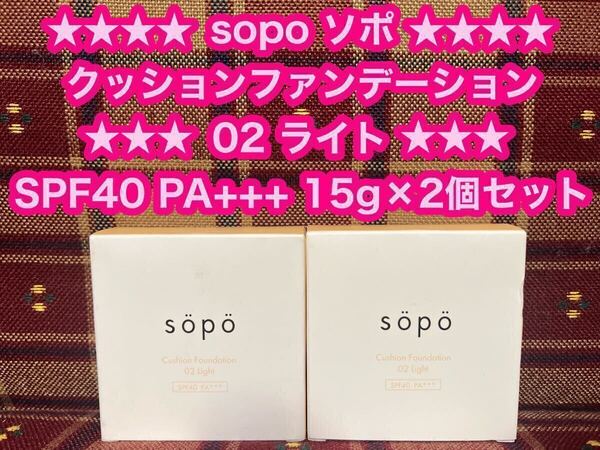 ★★★★ sopo ソポ ★★★★
クッションファンデーション
★★★ 02 ライト ★★★
SPF40 PA+++ 15g×2個セット
söpö
Cushion Foundation
02 Light
SPF40 PA+++
söpö
Cushion Foundation
02 Light
SPF40 PA+++